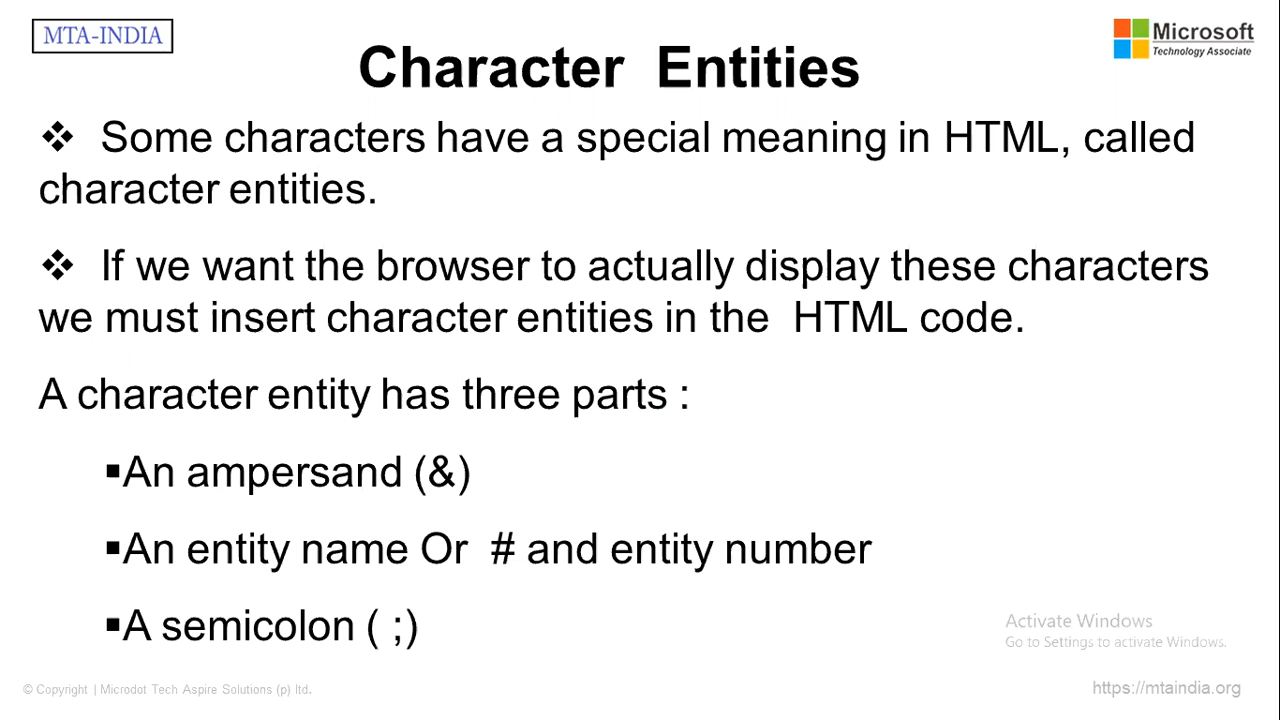 MTA-INDIA
Microsoft
Technology Associate
Character Entities
❖ Some characters have a special meaning in HTML, called
character entities.
❖ If we want the browser to actually display these characters
we must insert character entities in the HTML code.
A character entity has three parts :
▪An ampersand (&)
▪An entity name Or # and entity number
▪A semicolon ( ;)
Activate Windows
Go to Settings to activate Windows.
© Copyright | Microdot Tech Aspire Solutions (p) ltd.
https://mtaindia.org